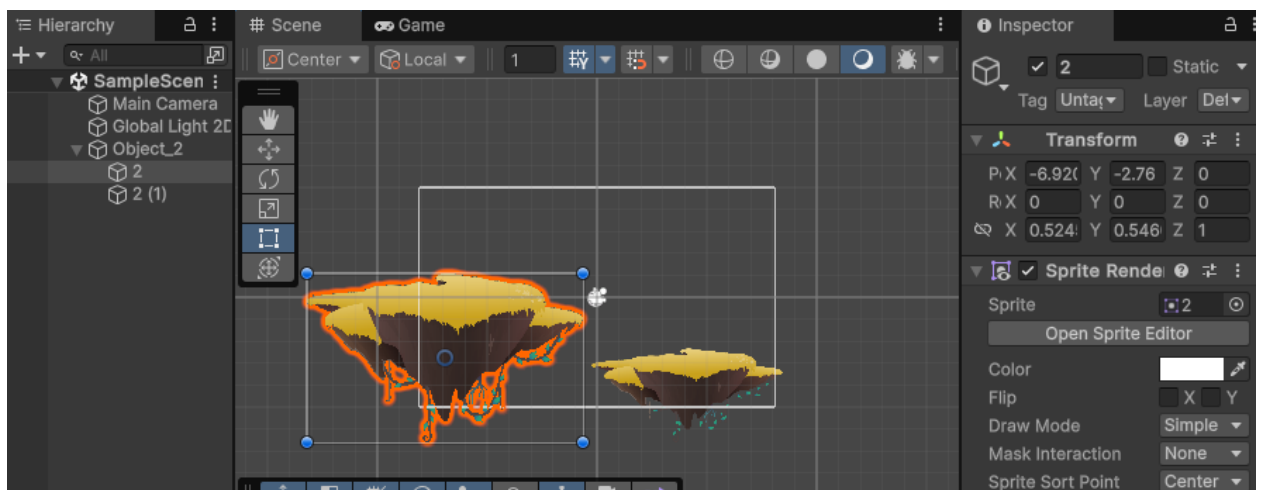 Hierarchy
All
SampleScen
Main Camera
Global Light 2D
Object_2
2
2 (1)
Scene Game
Center Local 1
Inspector
2 Static
Tag Untag Layer Def
Transform
P X -6.920 Y -2.76 Z 0
R X 0 Y 0 Z 0
X 0.524 Y 0.546 Z 1
Sprite Rende
Sprite 2
Open Sprite Editor
Color
Flip X Y
Draw Mode Simple
Mask Interaction None
Sprite Sort Point Center